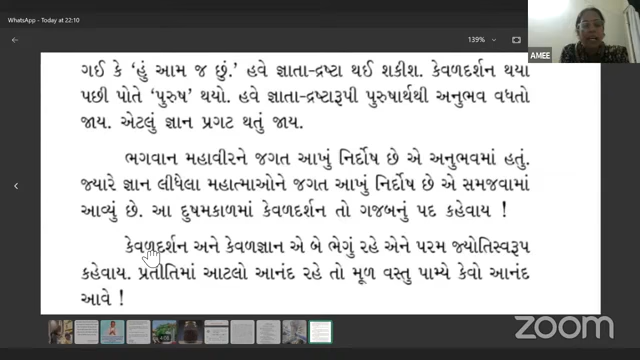 WhatsApp - Today at 22:10
139%
AMEE
ગઈ કે ‘હું આમ જ છું.’ હવે જ્ઞાતા-દ્રષ્ટા થઈ શકીશ. કેવળદર્શન થયા
પછી પોતે ‘પુરુષ’ થયો. હવે જ્ઞાતા-દ્રષ્ટારૂપી પુરુષાર્થથી અનુભવ વધતો
જાય. એટલું જ્ઞાન પ્રગટ થતું જાય.
ભગવાન મહાવીરને જગત આખું નિર્દોષ છે એ અનુભવમાં હતું.
જ્યારે જ્ઞાન લીધેલા મહાત્માઓને જગત આખું નિર્દોષ છે એ સમજવામાં
આવ્યું છે. આ દુષમકાળમાં કેવળદર્શન તો ગજબનું પદ કહેવાય !
કેવળદર્શન અને કેવળજ્ઞાન એ બે ભેગું રહે એને પરમ જ્યોતિસ્વરૂપ
કહેવાય. પ્રતીતિમાં આટલો આનંદ રહે તો મૂળ વસ્તુ પામ્યે કેવો આનંદ
આવે !
zoom